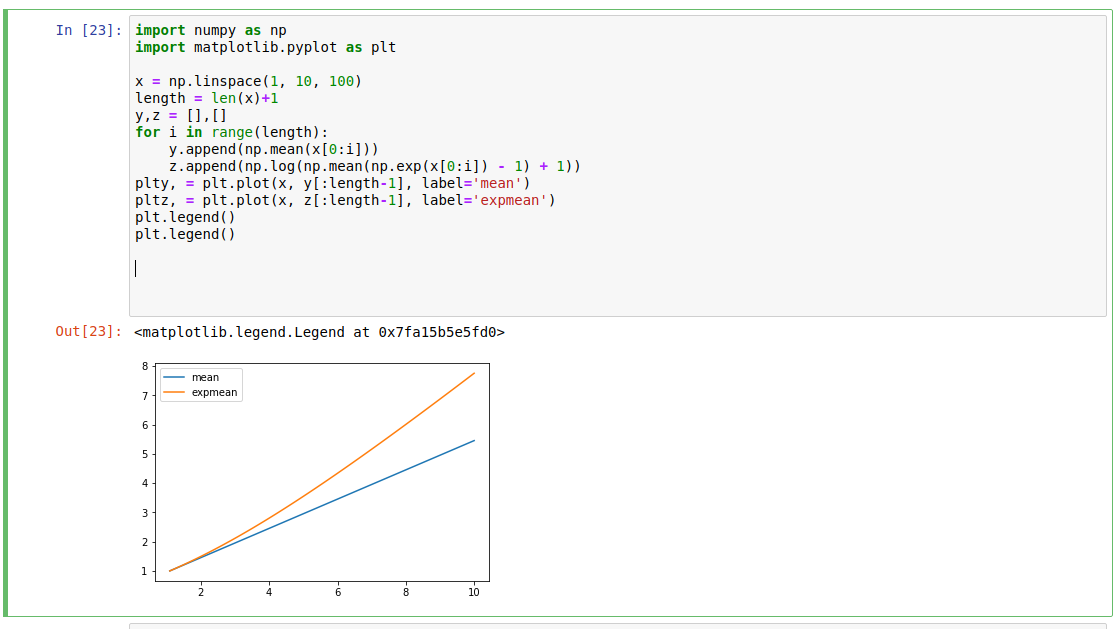 In [23]:
import numpy as np
import matplotlib.pyplot as plt
x = np.linspace(1, 10, 100)
length = len(x)+1
y,z = [],[]
for i in range(length):
    y.append(np.mean(x[0:i]))
    z.append(np.log(np.mean(np.exp(x[0:i]) - 1) + 1))
plty, = plt.plot(x, y[:length-1], label='mean')
pltz, = plt.plot(x, z[:length-1], label='expmean')
plt.legend()
plt.legend()
Out[23]: <matplotlib.legend.Legend at 0x7fa15b5e5fd0>
mean
expmean
8
7
6
5
4
3
2
1
2 4 6 8 10